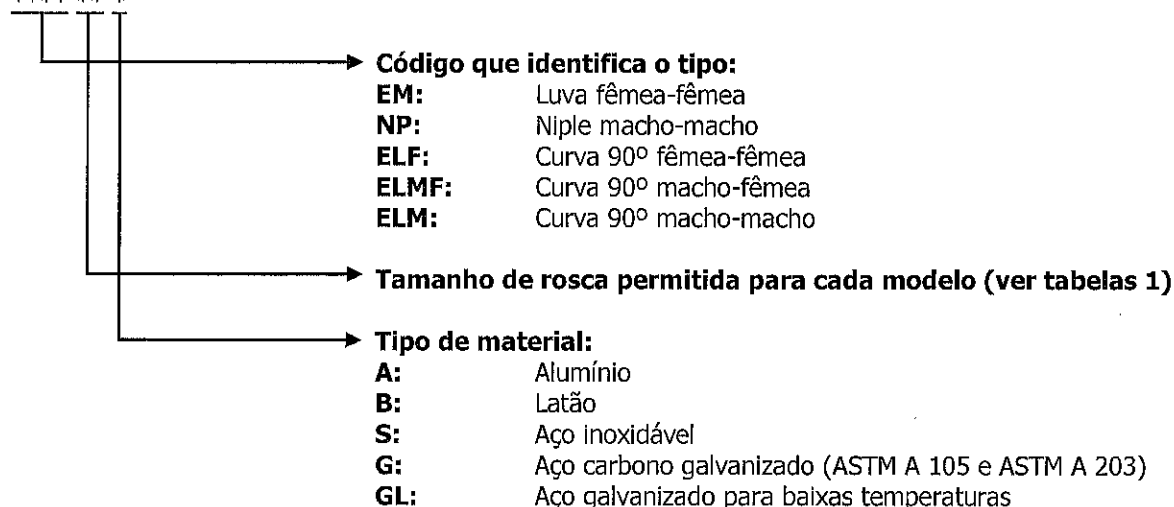 Código que identifica o tipo:
EM: Luva fêmea-fêmea
NP: Niple macho-macho
ELF: Curva 90º fêmea-fêmea
ELMF: Curva 90º macho-fêmea
ELM: Curva 90º macho-macho
Tamanho de rosca permitida para cada modelo (ver tabelas 1)
Tipo de material:
A: Alumínio
B: Latão
S: Aço inoxidável
G: Aço carbono galvanizado (ASTM A 105 e ASTM A 203)
GL: Aço galvanizado para baixas temperaturas